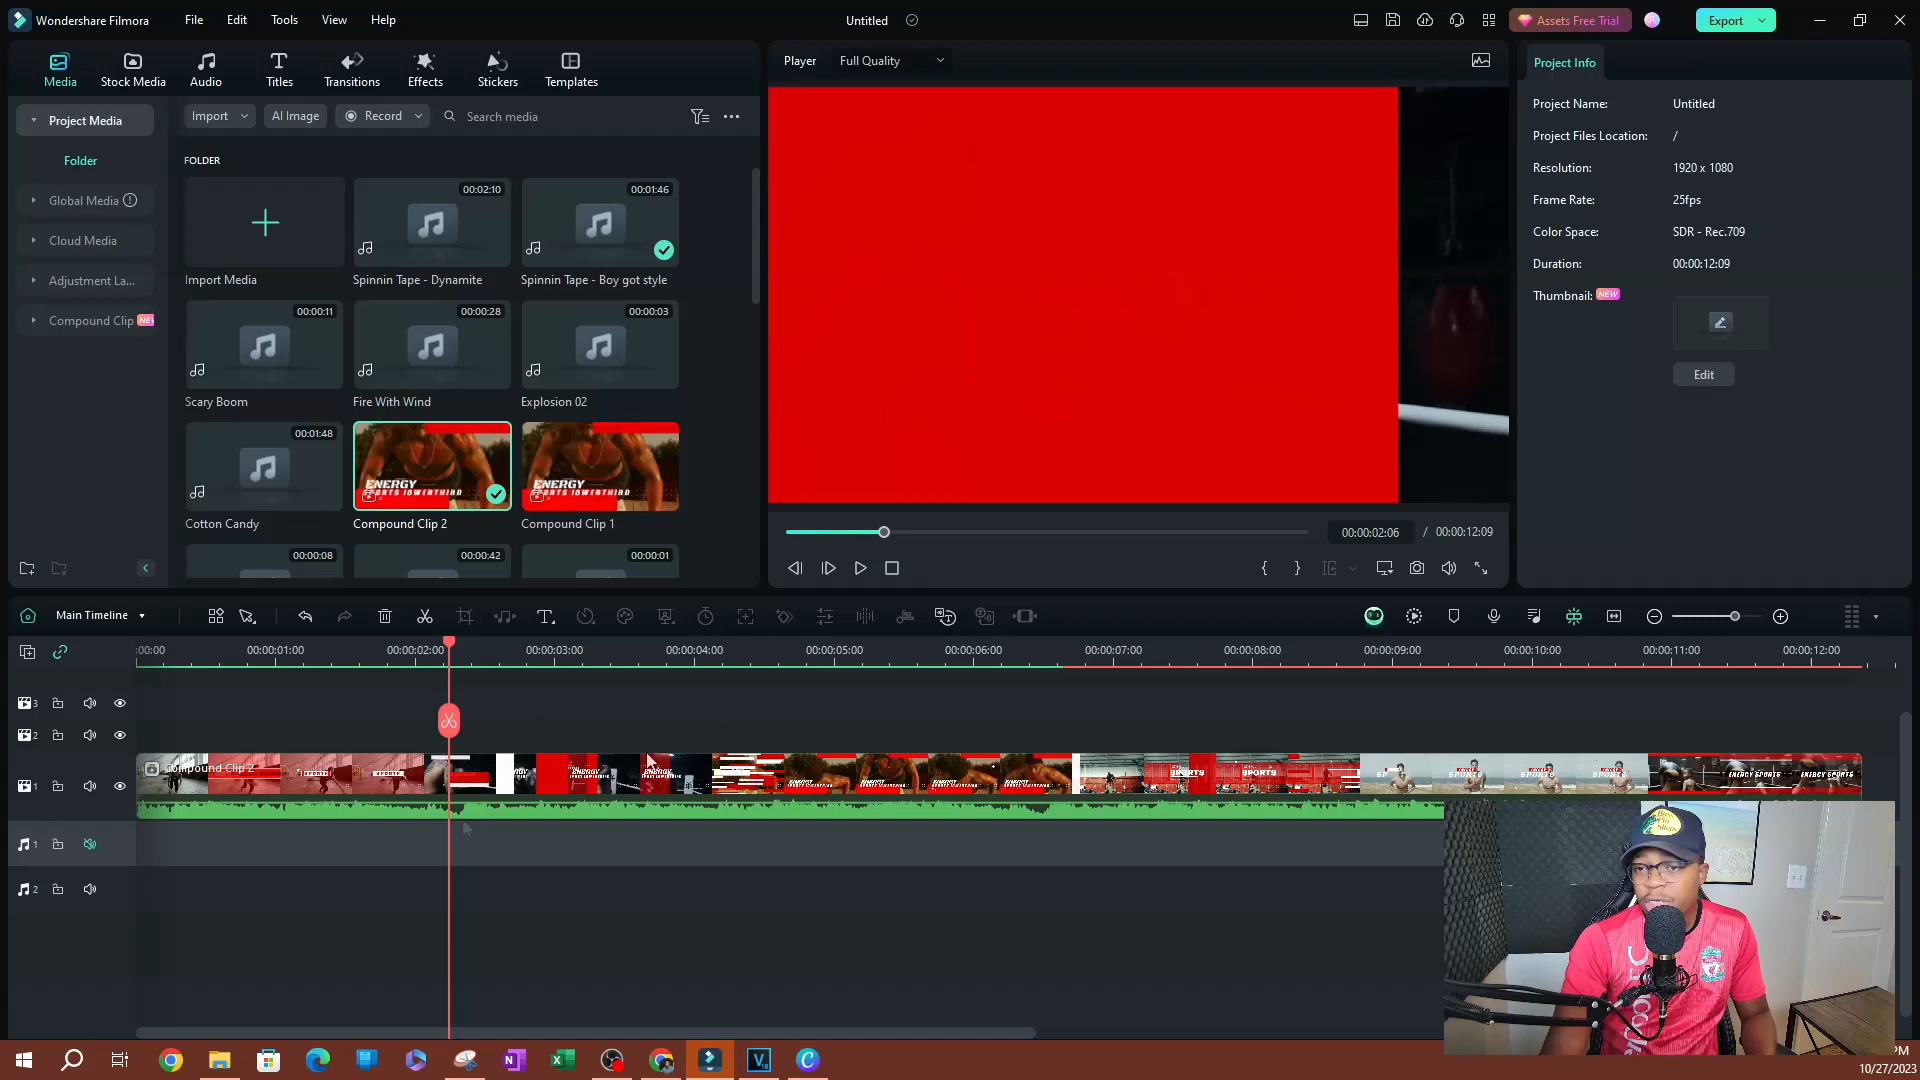 Wondershare Filmora File Edit Tools View Help Untitled Assets Free Trial Export
Media Stock Media Audio Titles Transitions Effects Stickers Templates
Player Full Quality
Project Info
Project Media
Folder
Global Media
Cloud Media
Adjustment La...
Compound Clip NEW
Import AI Image Record Search media
FOLDER
00:02:10 00:01:46
Import Media Spinnin Tape - Dynamite Spinnin Tape - Boy got style
00:00:11 00:00:28 00:00:03
Scary Boom Fire With Wind Explosion 02
00:01:48
ENERGY ENERGY
Cotton Candy Compound Clip 2 Compound Clip 1
00:00:08 00:00:42 00:00:01
00:00:02:06 / 00:00:12:09
Project Name: Untitled
Project Files Location: /
Resolution: 1920 x 1080
Frame Rate: 25fps
Color Space: SDR - Rec.709
Duration: 00:00:12:09
Thumbnail: NEW
Edit
Main Timeline
:00:00 00:00:01:00 00:00:02:00 00:00:03:00 00:00:04:00 00:00:05:00 00:00:06:00 00:00:07:00 00:00:08:00 00:00:09:00 00:00:10:00 00:00:11:00 00:00:12:00
3
2
Compound Clip 2
1
1
2
PM
10/27/2023